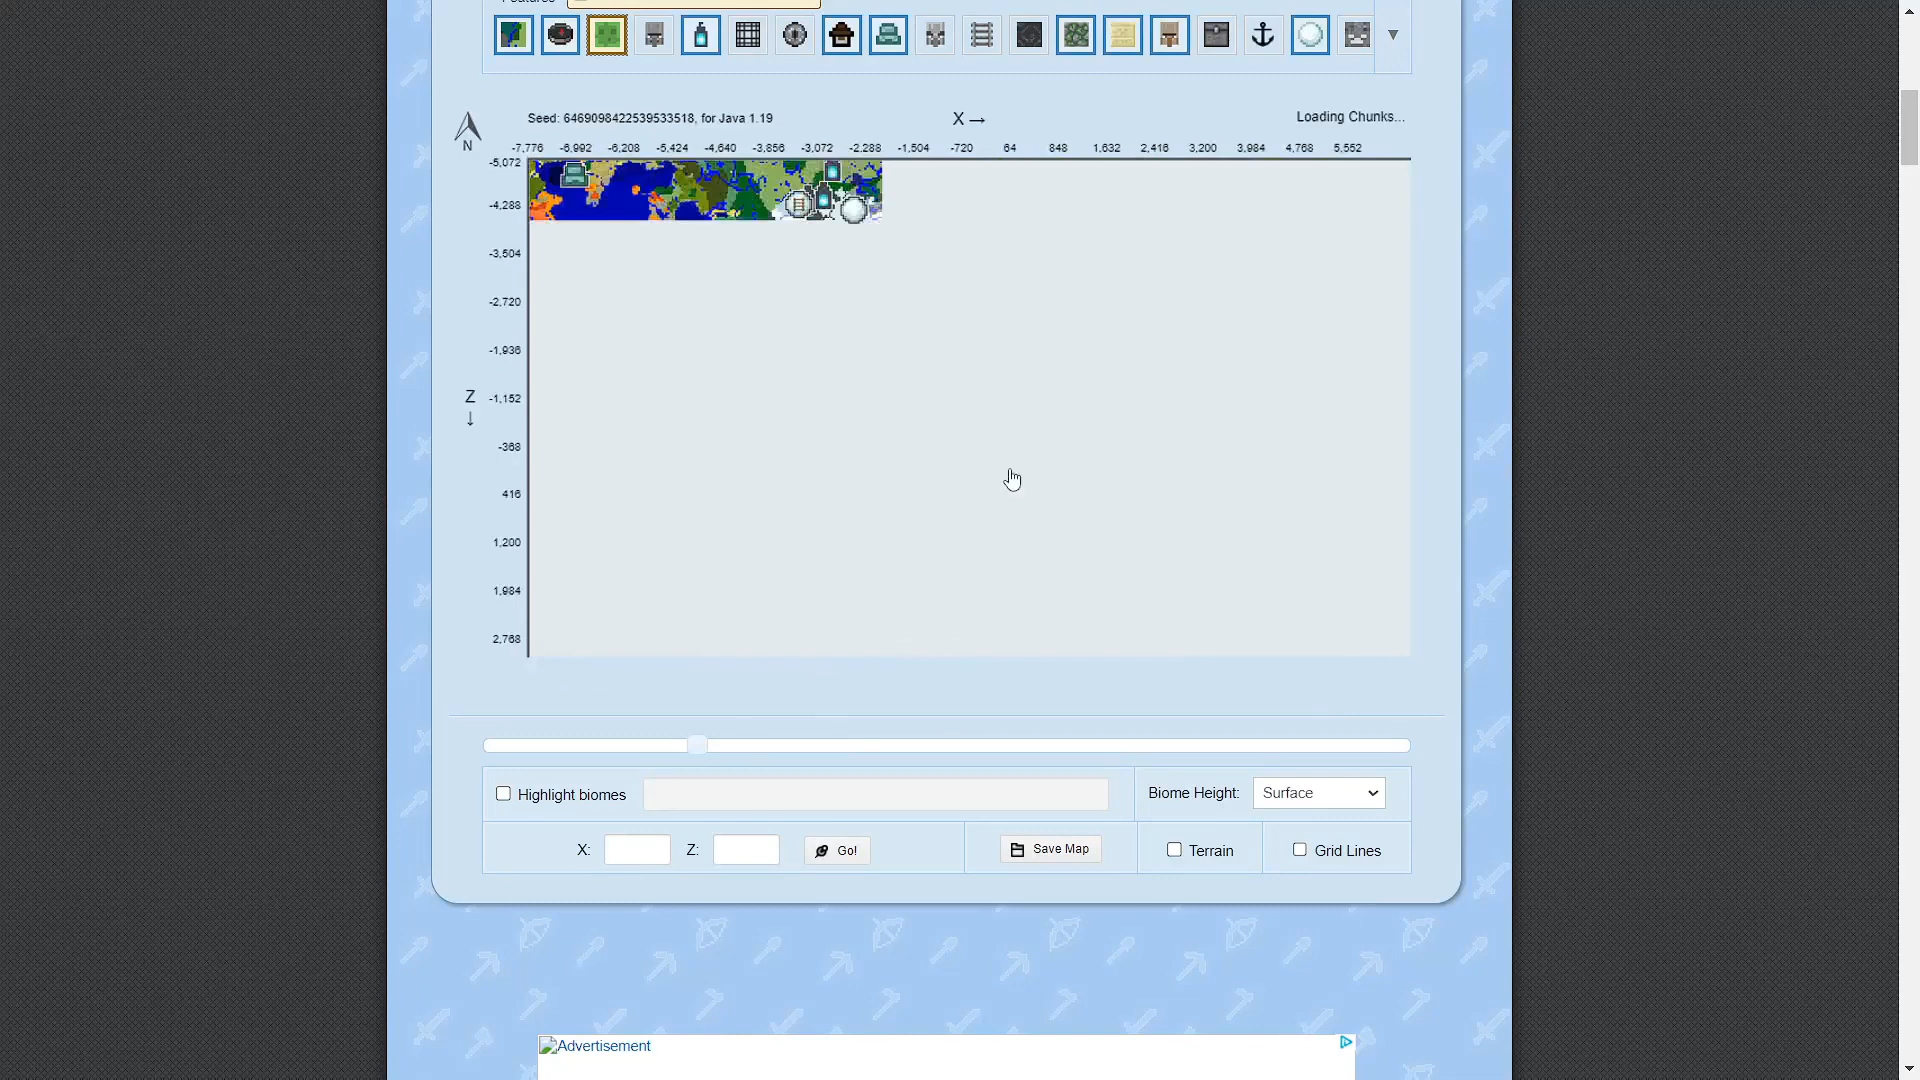 Seed: 6469098422539533518, for Java 1.19
X →
Loading Chunks...
N
-7,776 -6,992 -6,208 -5,424 -4,640 -3,856 -3,072 -2,288 -1,504 -720 64 848 1,632 2,416 3,200 3,984 4,768 5,552
-5,072
-4,288
-3,504
-2,720
-1,936
Z
↓
-1,152
-368
416
1,200
1,984
2,768
Highlight biomes
Biome Height:
Surface
X:
Z:
Go!
Save Map
Terrain
Grid Lines
Advertisement